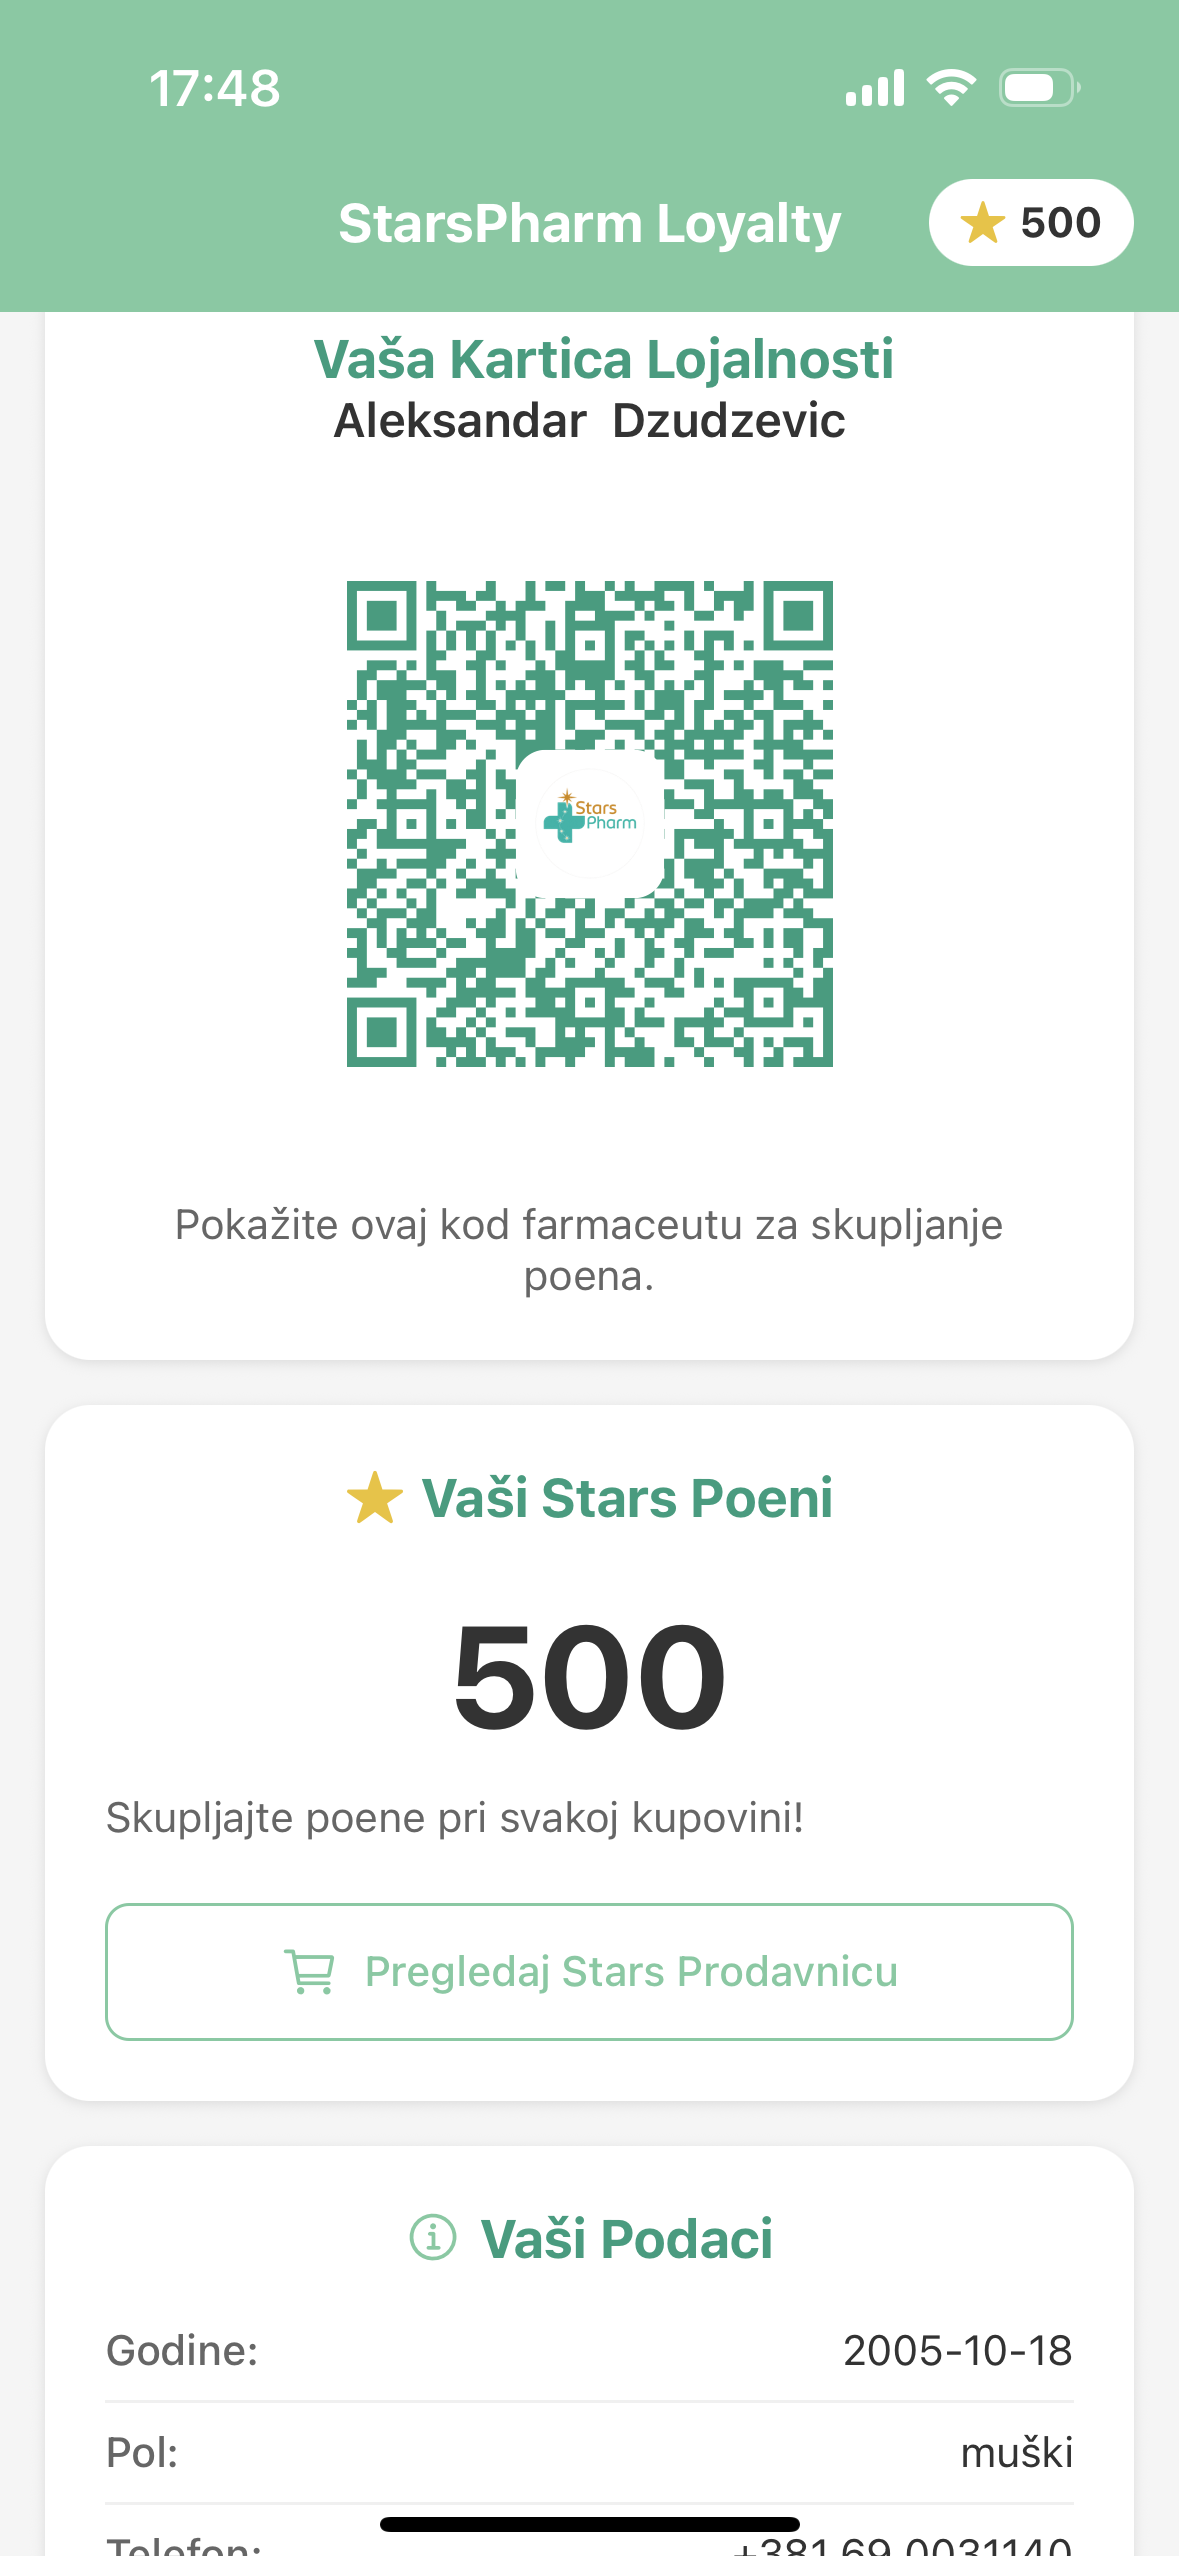 17:48
StarsPharm Loyalty
500
Vaša Kartica Lojalnosti
Aleksandar Dzudzevic
Stars
Pharm
Pokažite ovaj kod farmaceutu za skupljanje
poena.
Vaši Stars Poeni
500
Skupljajte poene pri svakoj kupovini!
Pregledaj Stars Prodavnicu
Vaši Podaci
Godine: 2005-10-18
Pol: muški
Telefon: +381 69 0031140